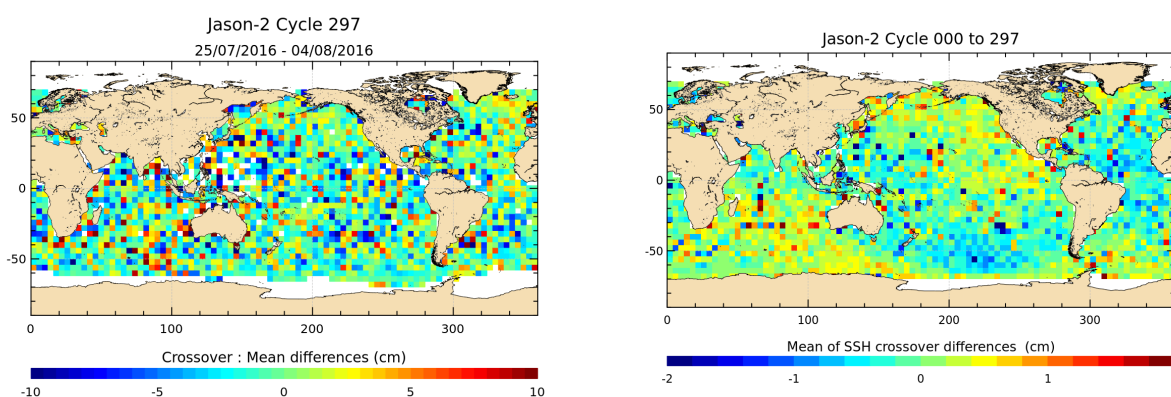 Jason-2 Cycle 297
25/07/2016 - 04/08/2016
50
0
-50
0 100 200 300
Crossover : Mean differences (cm)
-10 -5 0 5 10
Jason-2 Cycle 000 to 297
50
0
-50
0 100 200 300
Mean of SSH crossover differences (cm)
-2 -1 0 1